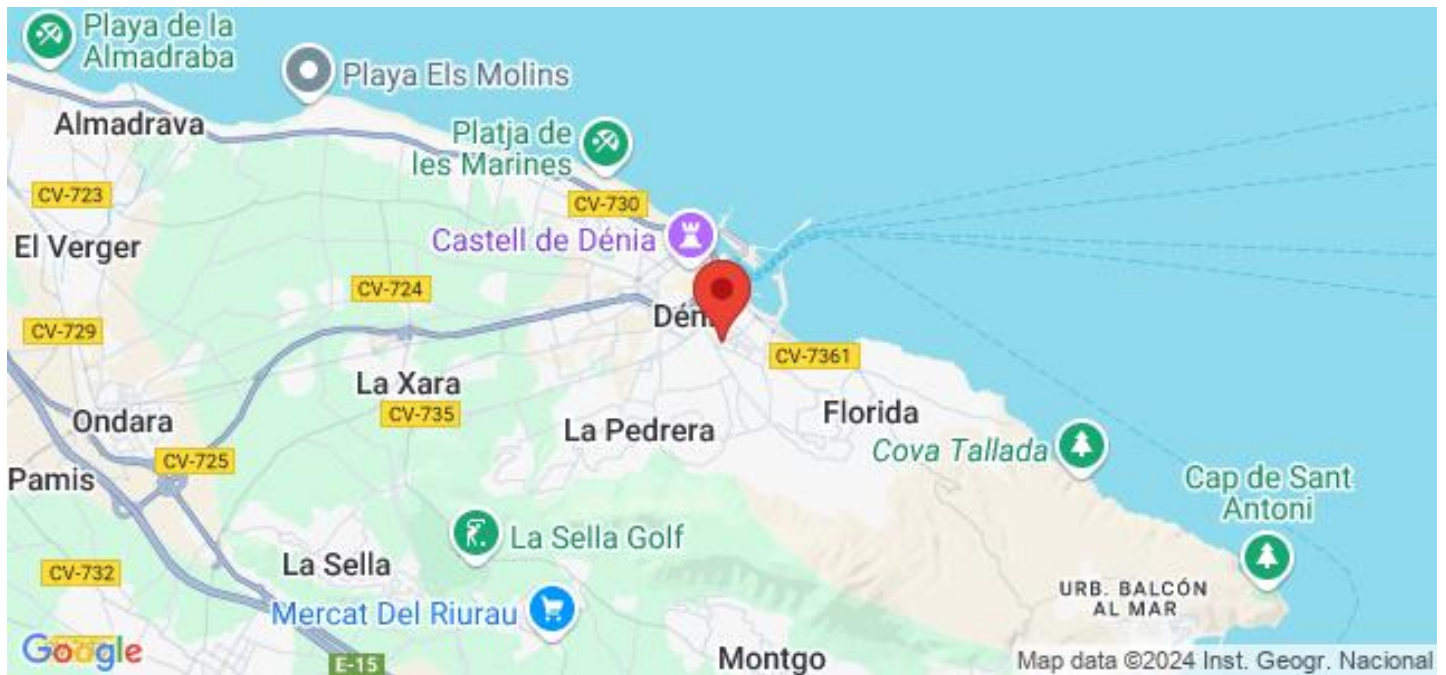 Playa de la
Almadraba
Playa Els Molins
Almadrava
Platja de
les Marines
CV-723
CV-730
El Verger
Castell de Dénia
CV-724
CV-729
CV-7361
La Xara
CV-735
Florida
Ondara
La Pedrera
Cova Tallada
CV-725
Pamis
Cap de Sant
Antoni
La Sella Golf
La Sella
CV-732
URB. BALCÓN
AL MAR
Mercat Del Riurau
Google
E-15
Montgo
Map data ©2024 Inst. Geogr. Nacional